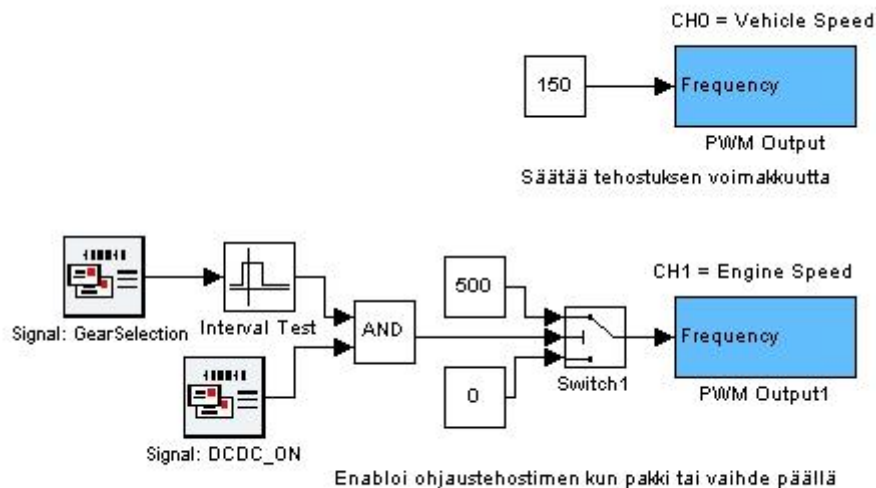 CH0 = Vehicle Speed
150
Frequency
PWM Output
Säätää tehostuksen voimakkuutta
Signal: GearSelection
Interval Test
AND
Signal: DCDC_ON
500
0
Switch1
CH1 = Engine Speed
Frequency
PWM Output1
Enabloi ohjaustehostimen kun pakki tai vaihde päällä